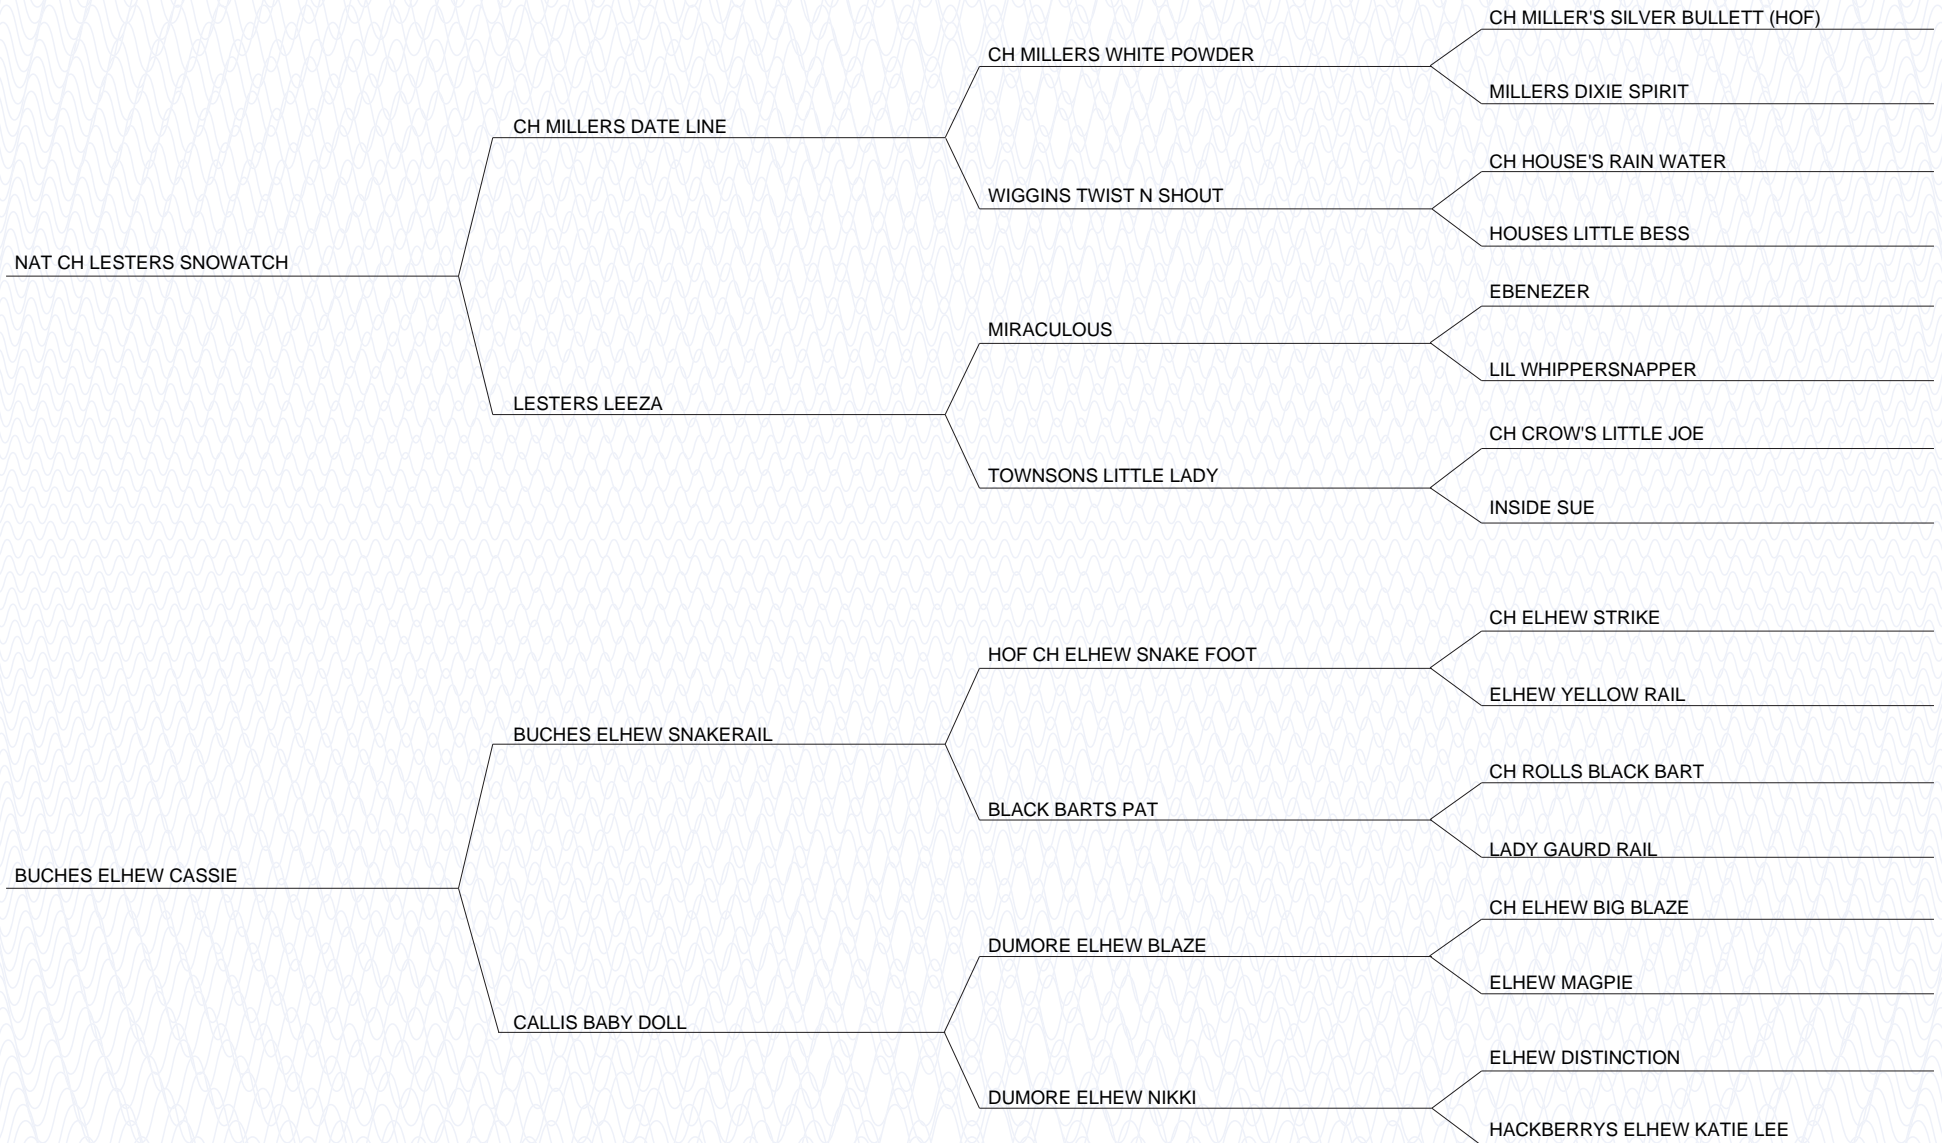 CH MILLER'S SILVER BULLETT (HOF)
CH MILLERS WHITE POWDER
MILLERS DIXIE SPIRIT
CH MILLERS DATE LINE
CH HOUSE'S RAIN WATER
WIGGINS TWIST N SHOUT
HOUSES LITTLE BESS
NAT CH LESTERS SNOWATCH
EBENEZER
MIRACULOUS
LIL WHIPPERSNAPPER
LESTERS LEEZA
CH CROW'S LITTLE JOE
TOWNSONS LITTLE LADY
INSIDE SUE
CH ELHEW STRIKE
HOF CH ELHEW SNAKE FOOT
ELHEW YELLOW RAIL
BUCHES ELHEW SNAKERAIL
CH ROLLS BLACK BART
BLACK BARTS PAT
LADY GAURD RAIL
BUCHES ELHEW CASSIE
CH ELHEW BIG BLAZE
DUMORE ELHEW BLAZE
ELHEW MAGPIE
CALLIS BABY DOLL
ELHEW DISTINCTION
DUMORE ELHEW NIKKI
HACKBERRYS ELHEW KATIE LEE